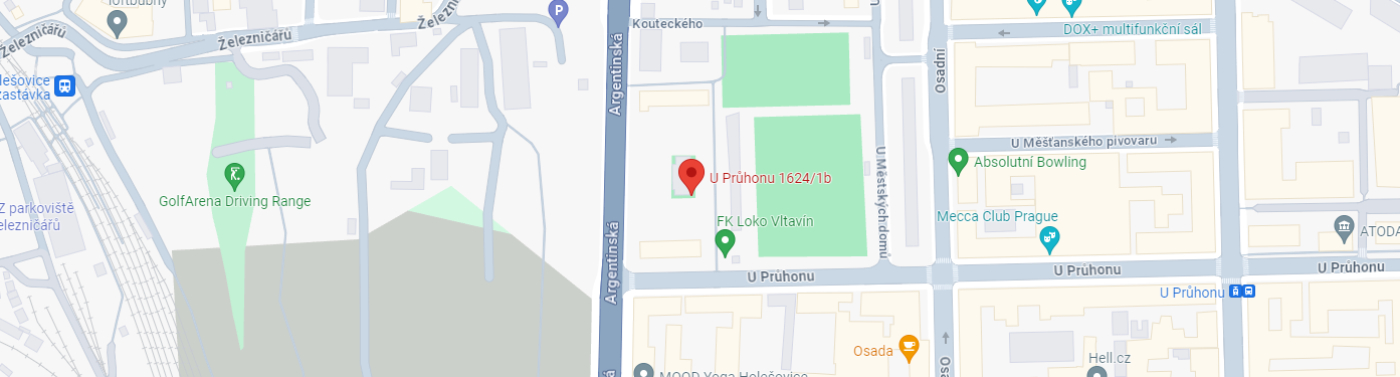 Železničářů
Železničářů
Železničářů
P
Kouteckého
DOX+ multifunkční sál
Argentinská
Osadní
zastávka
U Měšťanského pivovaru
Absolutní Bowling
U Průhonu 1624/1b
U Městských domů
GolfArena Driving Range
Z parkoviště
FK Loko Vltavín
Mecca Club Prague
ATODA
Argentinská
U Průhonu
U Průhonu
U Průhonu
U Průhonu
Osada
Hell.cz
MOOD Yoga Holešovice